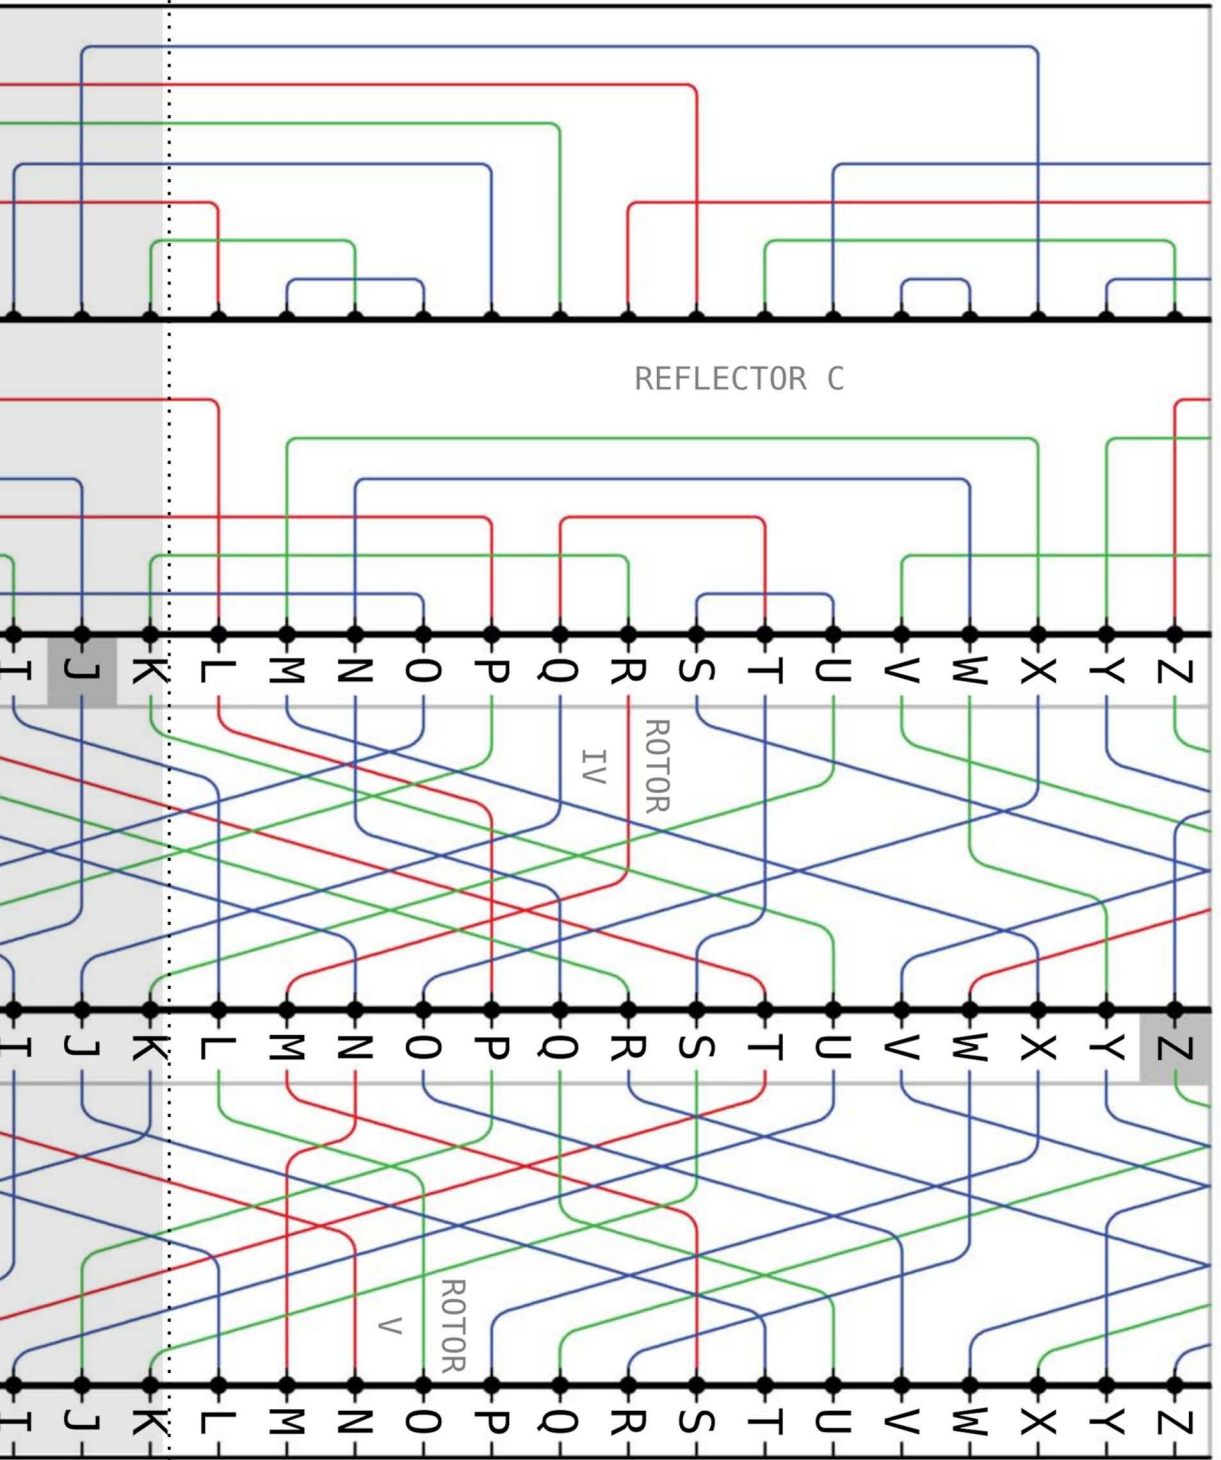 REFLECTOR C
I J K L M N O P Q R S T U V W X Y Z
ROTOR
IV
I J K L M N O P Q R S T U V W X Y Z
ROTOR
V
I J K L M N O P Q R S T U V W X Y Z